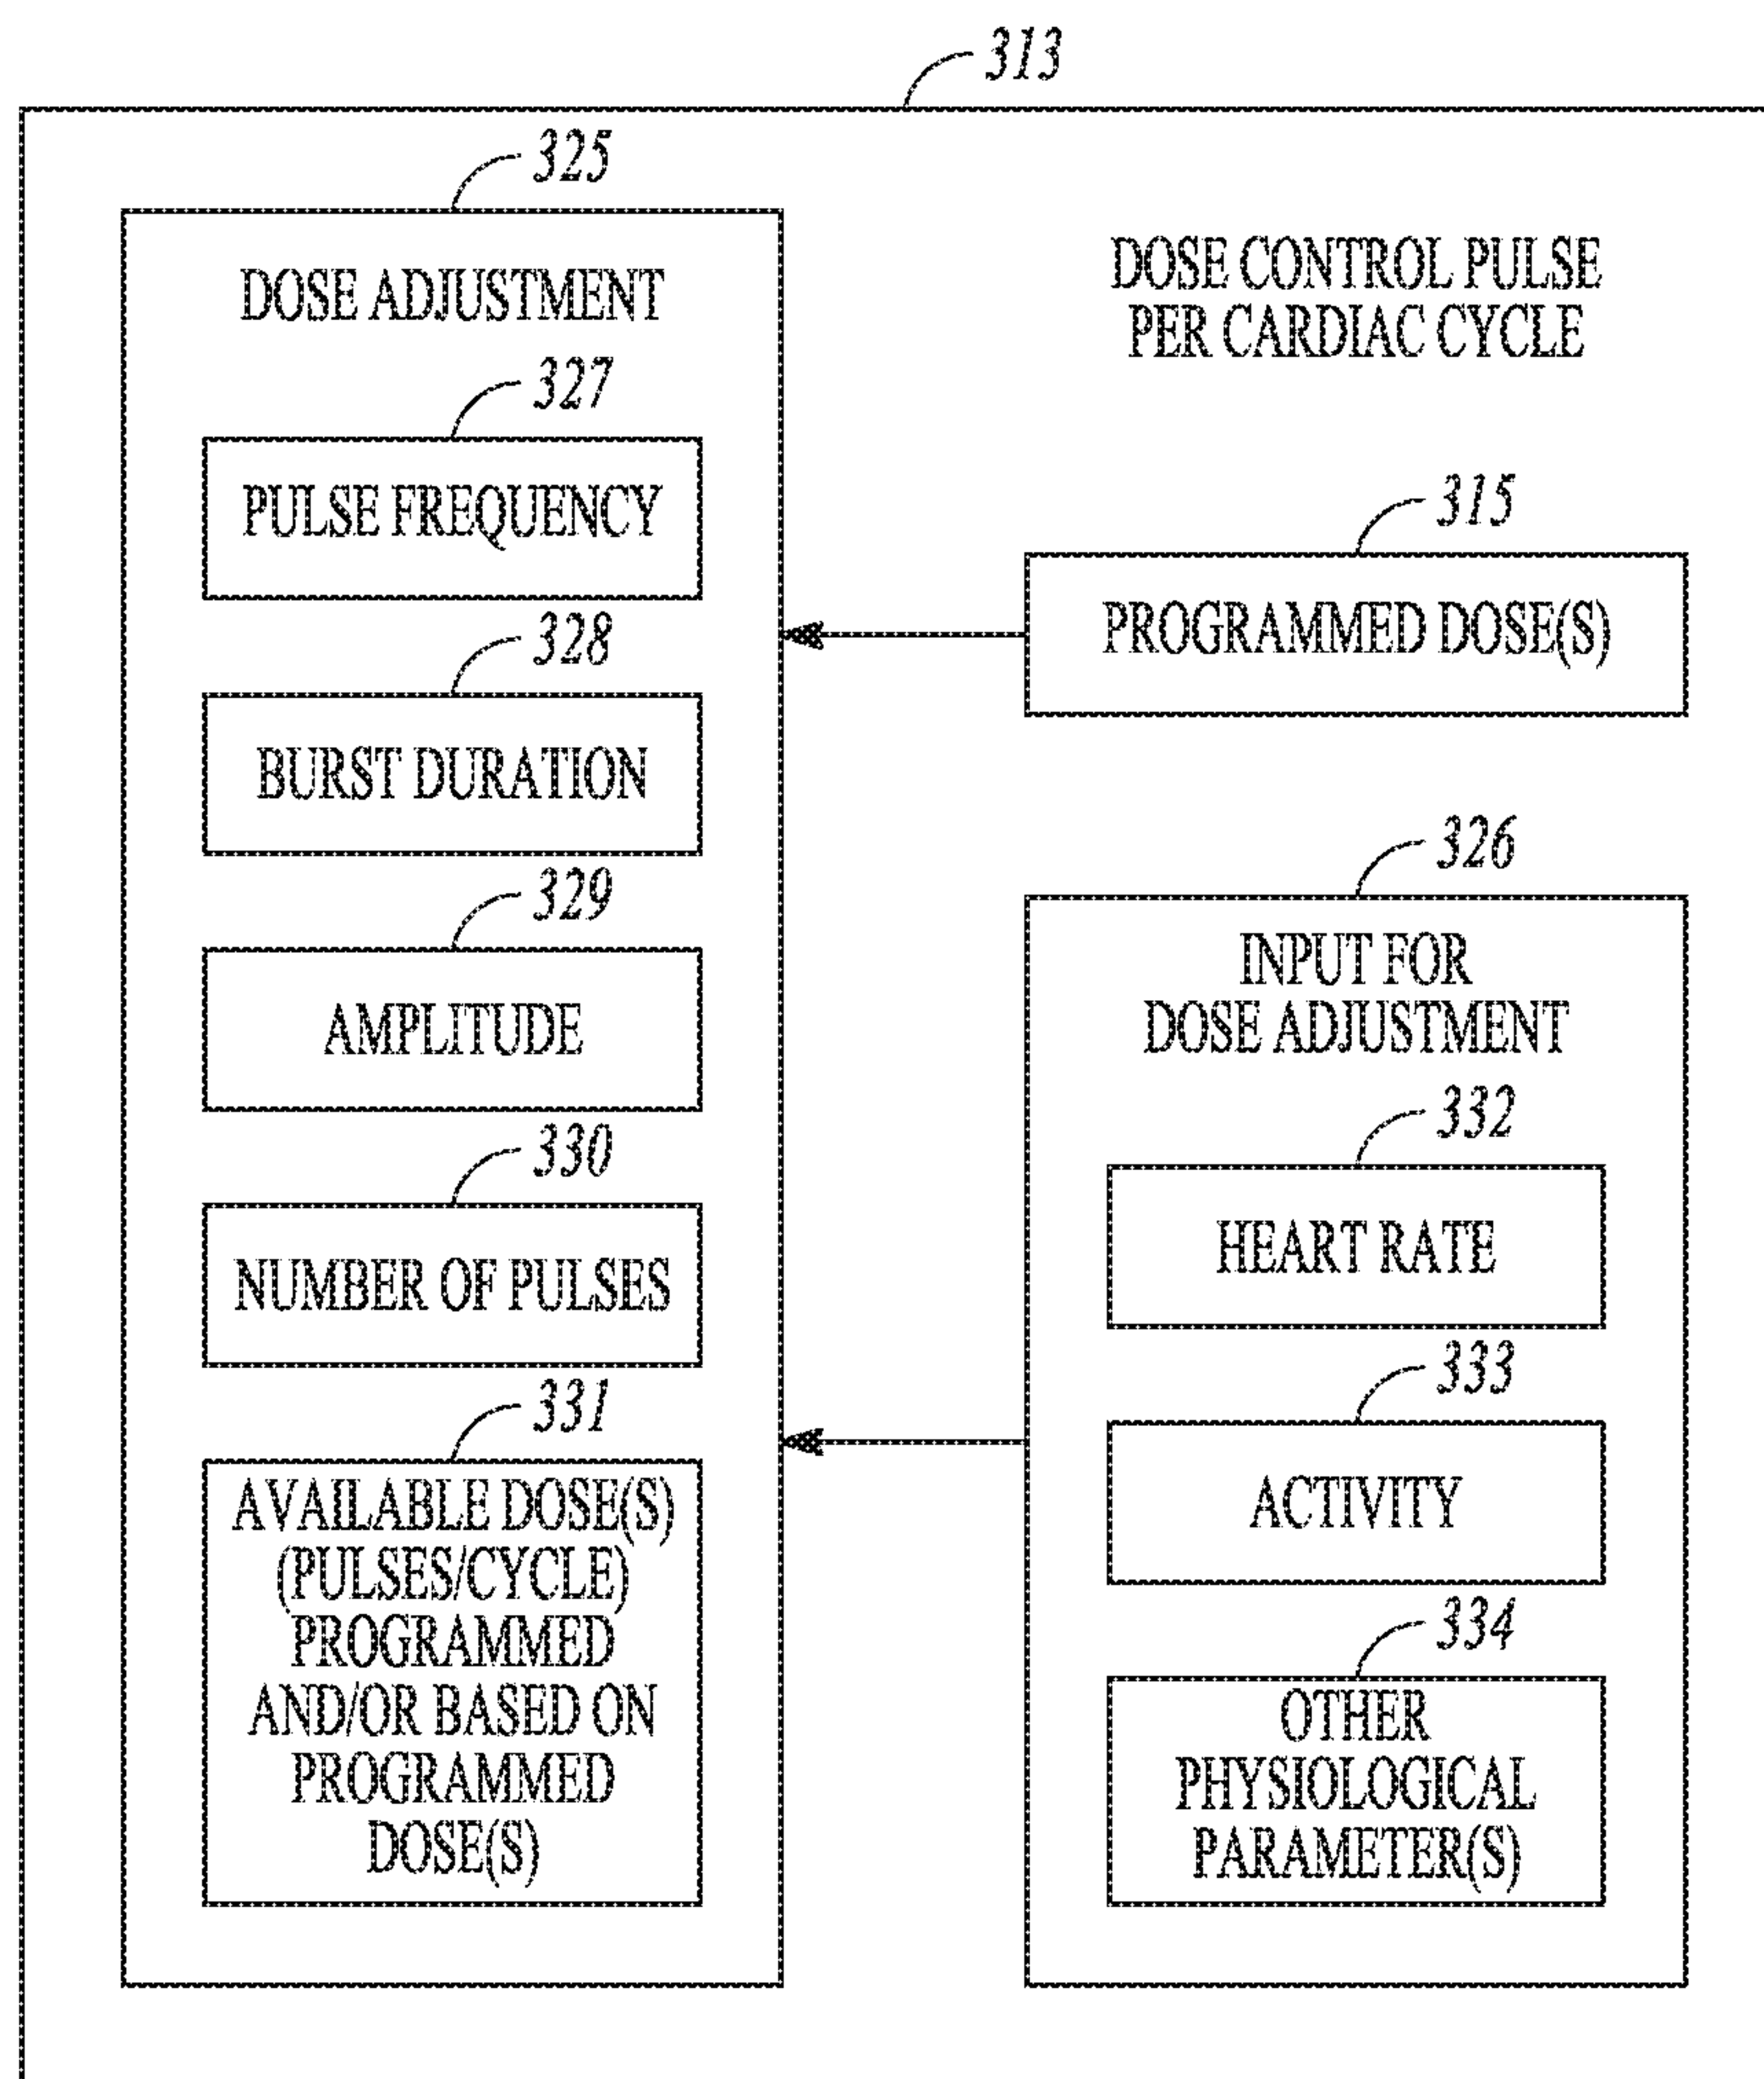 313
325
DOSE ADJUSTMENT
327
PULSE FREQUENCY
328
BURST DURATION
329
AMPLITUDE
330
NUMBER OF PULSES
331
AVAILABLE DOSE(S)
(PULSES/CYCLE)
PROGRAMMED
AND/OR BASED ON
PROGRAMMED
DOSE(S)
DOSE CONTROL PULSE
PER CARDIAC CYCLE
315
PROGRAMMED DOSE(S)
326
INPUT FOR
DOSE ADJUSTMENT
332
HEART RATE
333
ACTIVITY
334
OTHER
PHYSIOLOGICAL
PARAMETER(S)